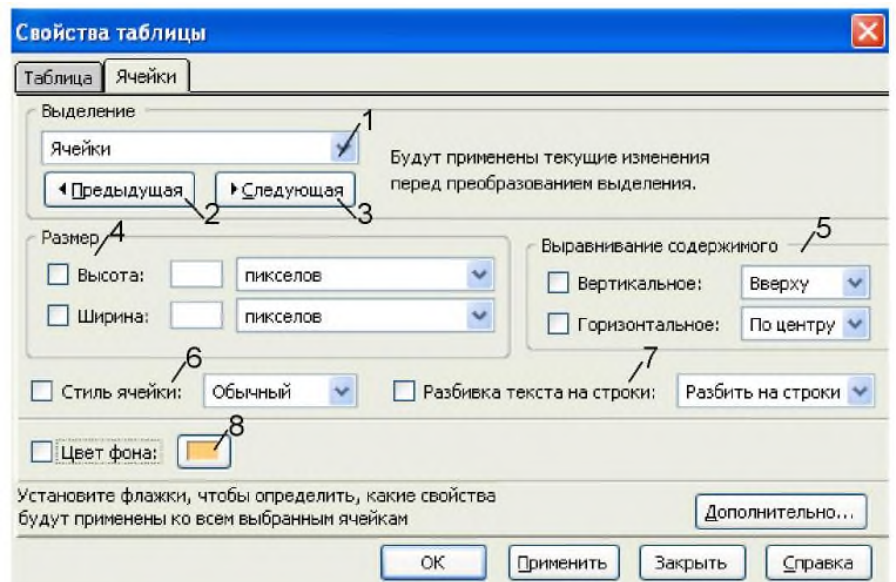 Свойства таблицы
Таблица Ячейки
Выделение
1
Ячейки
Будут применены текущие изменения
перед преобразованием выделения.
Предыдущая Следующая
2 3
Размер 4
Высота: пикселов
Ширина: пикселов
Выравнивание содержимого 5
Вертикальное: Вверху
Горизонтальное: По центру
6 7
Стиль ячейки: Обычный Разбивка текста на строки: Разбить на строки
8
Цвет фона:
Установите флажки, чтобы определить, какие свойства
будут применены ко всем выбранным ячейкам
Дополнительно...
ОК Применить Закрыть Справка